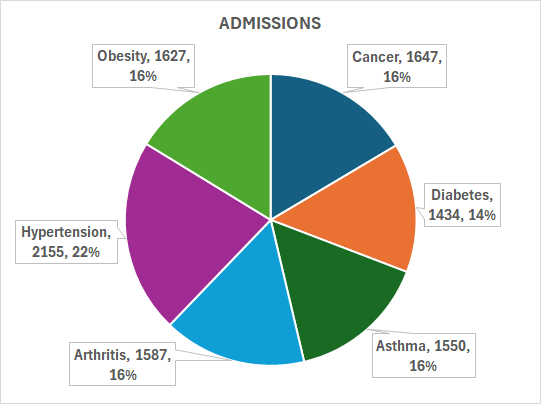 ADMISSIONS
Obesity, 1627,
16%
Cancer, 1647,
16%
Diabetes,
1434, 14%
Hypertension,
2155, 22%
Asthma, 1550,
16%
Arthritis, 1587,
16%